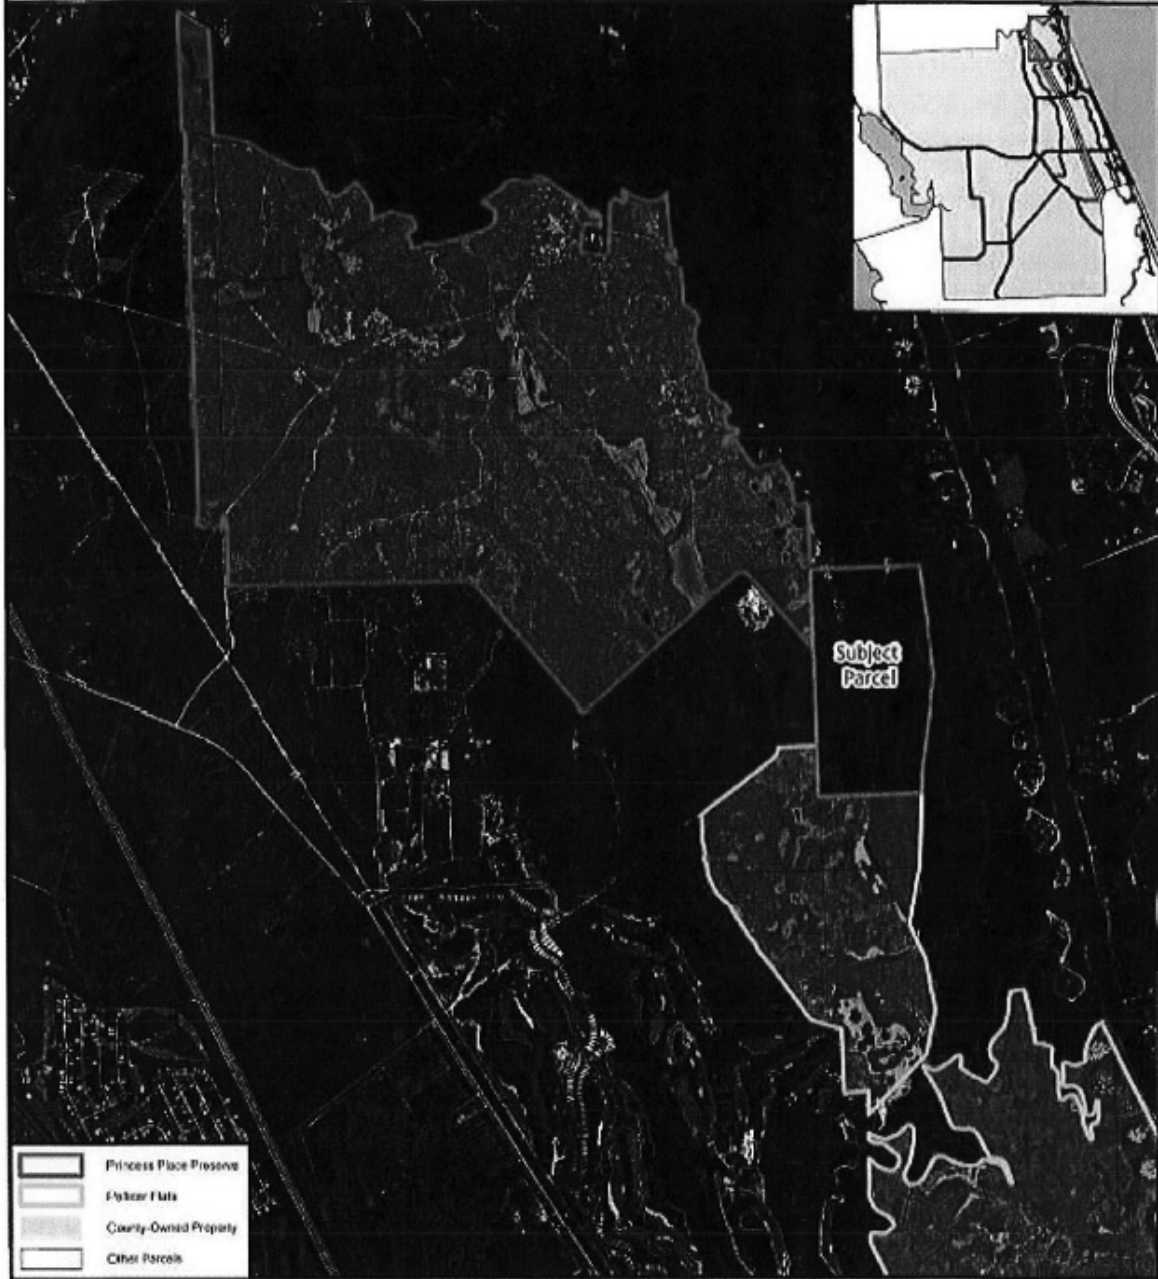 Subject
Parcel
Princess Place Preserve
Pellicer Flats
County-Owned Property
Other Parcels